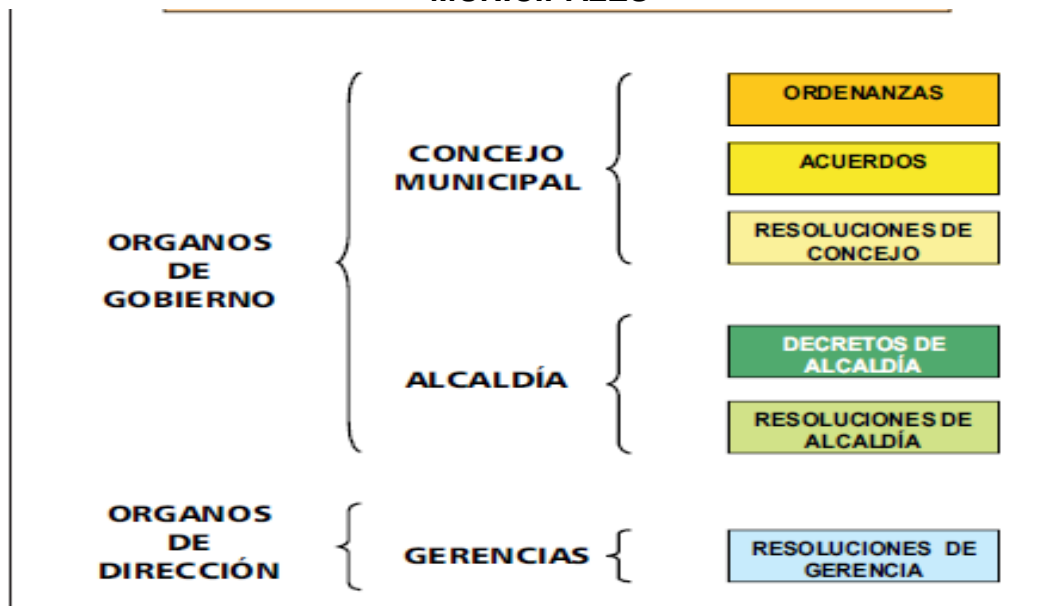 ORGANOS
DE
GOBIERNO
CONCEJO
MUNICIPAL
ORDENANZAS
ACUERDOS
RESOLUCIONES DE
CONCEJO
ALCALDÍA
DECRETOS DE
ALCALDÍA
RESOLUCIONES DE
ALCALDÍA
ORGANOS
DE
DIRECCIÓN
GERENCIAS
RESOLUCIONES DE
GERENCIA